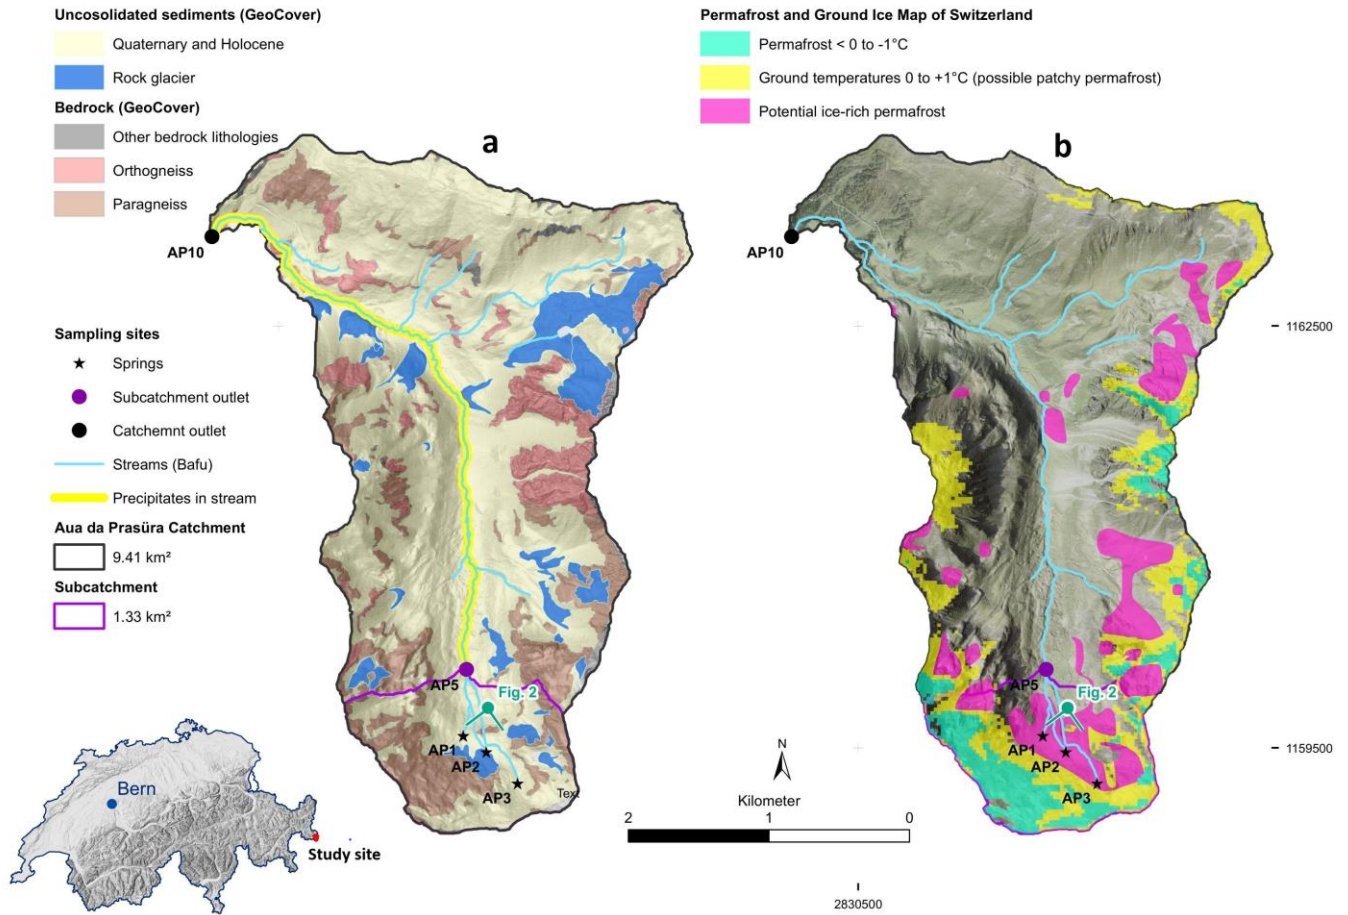 Unconsolidated sediments (GeoCover)
Quaternary and Holocene
Rock glacier
Bedrock (GeoCover)
Other bedrock lithologies
Orthogneiss
Paragneiss
Permafrost and Ground Ice Map of Switzerland
Permafrost < 0 to -1°C
Ground temperatures 0 to +1°C (possible patchy permafrost)
Potential ice-rich permafrost
a
b
AP10
AP10
Sampling sites
Springs
Subcatchment outlet
Catchemnt outlet
Streams (Bafu)
Precipitates in stream
Aua da Prasüra Catchment
9.41 km²
Subcatchment
1.33 km²
1162500
AP5
Fig. 2
AP1
AP2
AP3
Text
AP5
Fig. 2
AP1
AP2
AP3
1159500
N
Kilometer
2
1
0
2830500
Bern
Study site